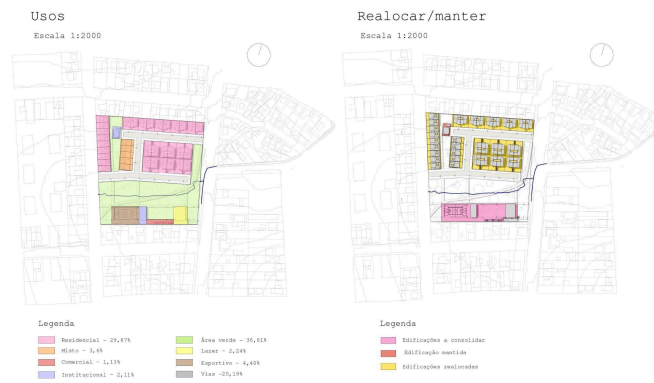 Usos
Escala 1:2000
Realocar/manter
Escala 1:2000
Legenda
Residencial - 29,87%
Misto - 3,6%
Comercial - 1,13%
Institucional - 2,11%
Área verde - 36,61%
Lazer - 2,24%
Esportivo - 4,40%
Vias -20,19%
Legenda
Edificações a consolidar
Edificação mantida
Edificações realocadas